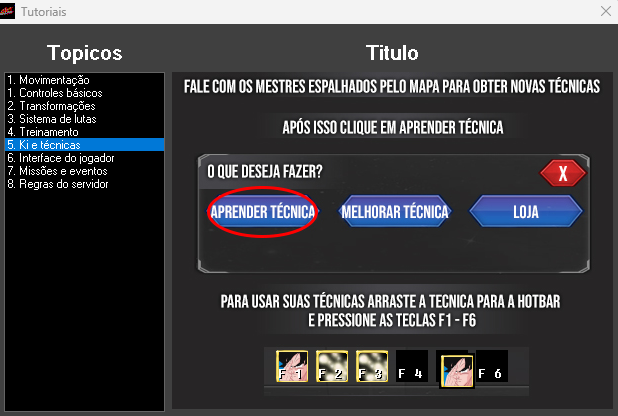 Tutoriais
Topicos
1. Movimentação
1. Controles básicos
2. Transformações
3. Sistema de lutas
4. Treinamento
5. Ki e técnicas
6. Interface do jogador
7. Missões e eventos
8. Regras do servidor
Titulo
FALE COM OS MESTRES ESPALHADOS PELO MAPA PARA OBTER NOVAS TÉCNICAS
APÓS ISSO CLIQUE EM APRENDER TÉCNICA
O QUE DESEJA FAZER?
X
APRENDER TÉCNICA MELHORAR TÉCNICA LOJA
PARA USAR SUAS TÉCNICAS ARRASTE A TECNICA PARA A HOTBAR
E PRESSIONE AS TECLAS F1 - F6
F 1 F 2 F 3 F 4 F 6